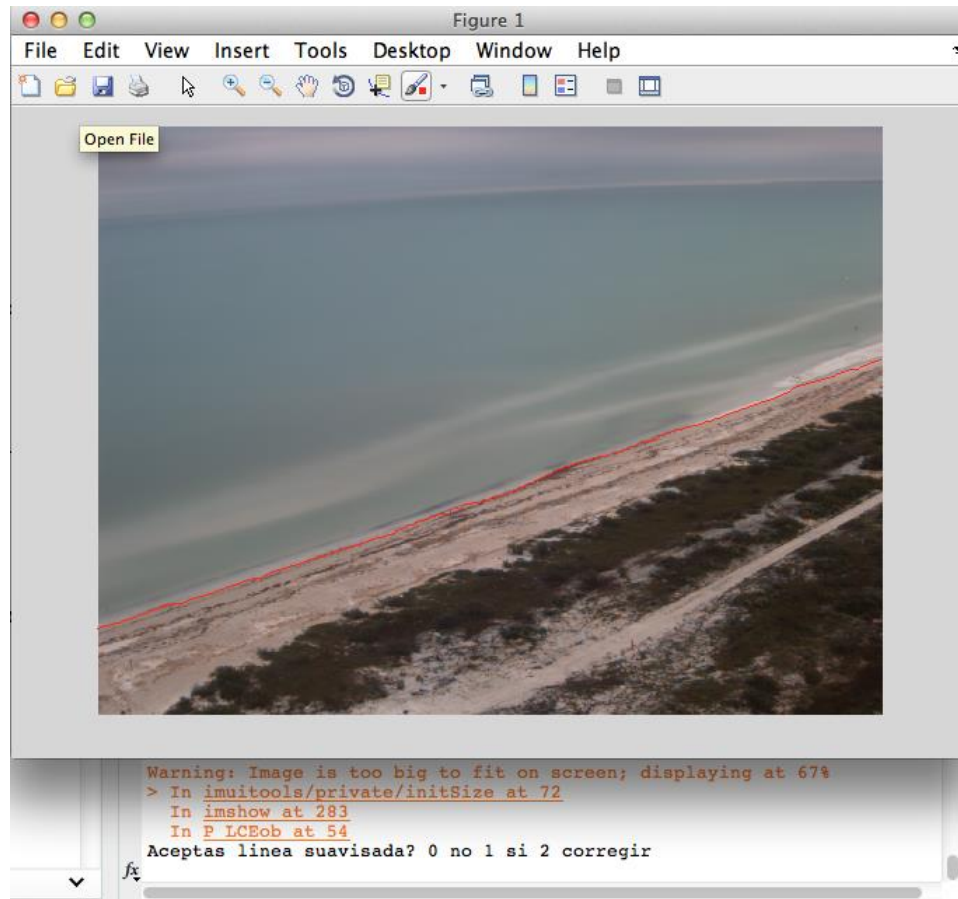 Figure 1
File Edit View Insert Tools Desktop Window Help
Open File
Warning: Image is too big to fit on screen; displaying at 67%
> In imuitools/private/initSize at 72
In imshow at 283
In P_LCEob at 54
Aceptas linea suavisada? 0 no 1 si 2 corregir
fx